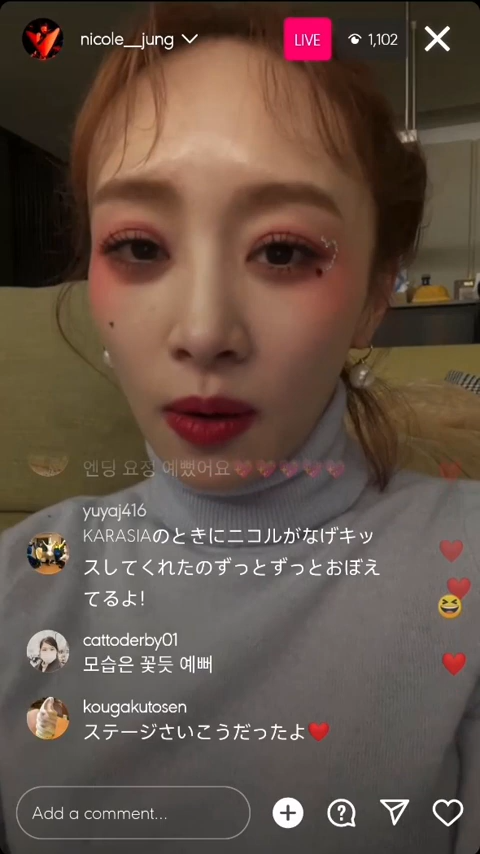 nicole__jung
LIVE
1,102
엔딩 요정 예뻤어요💖💖💖💖💖
yuyaj416
KARASIAのときにニコルがなげキッ
スしてくれたのずっとずっとおぼえ
てるよ!
cattoderby01
모습은 꽃듯 예뻐
kougakutosen
ステージさいこうだったよ❤️
Add a comment...